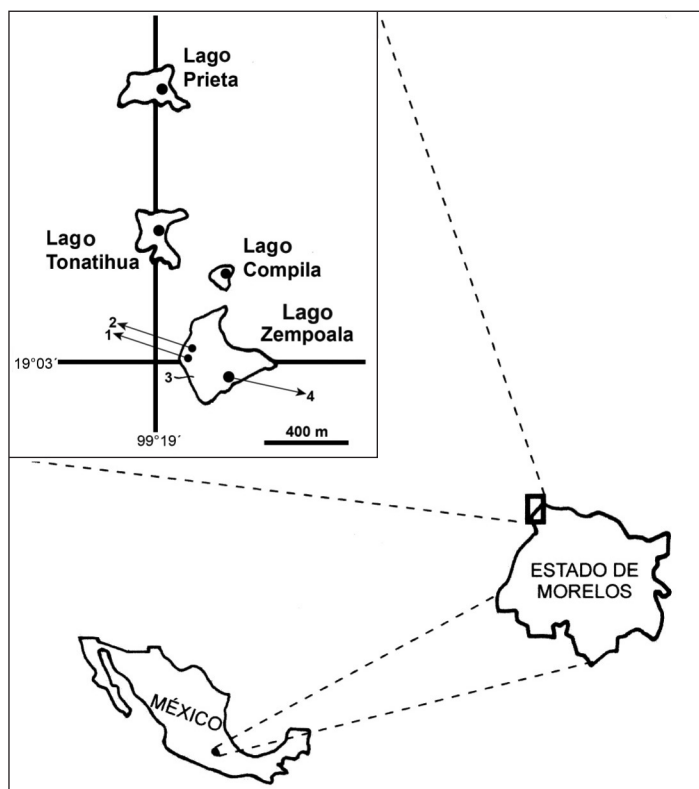 Lago
Prieta
Lago
Tonatihua
Lago
Compila
Lago
Zempoala
2
1
3
4
19°03´
99°19´
400 m
ESTADO DE
MORELOS
MÉXICO